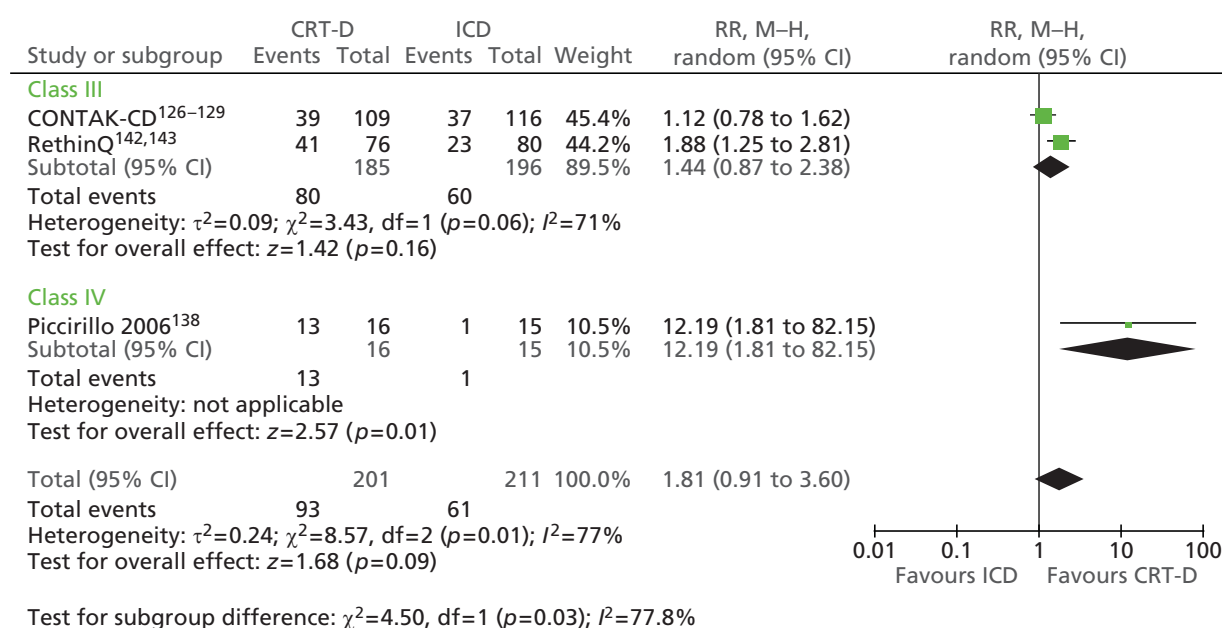 CRT-D ICD RR, M–H, RR, M–H,
Study or subgroup Events Total Events Total Weight random (95% CI) random (95% CI)
Class III
CONTAK-CD126–129 39 109 37 116 45.4% 1.12 (0.78 to 1.62)
RethinQ142,143 41 76 23 80 44.2% 1.88 (1.25 to 2.81)
Subtotal (95% CI) 185 196 89.5% 1.44 (0.87 to 2.38)
Total events 80 60
Heterogeneity: τ2=0.09; χ2=3.43, df=1 (p=0.06); I2=71%
Test for overall effect: z=1.42 (p=0.16)
Class IV
Piccirillo 2006138 13 16 1 15 10.5% 12.19 (1.81 to 82.15)
Subtotal (95% CI) 16 15 10.5% 12.19 (1.81 to 82.15)
Total events 13 1
Heterogeneity: not applicable
Test for overall effect: z=2.57 (p=0.01)
Total (95% CI) 201 211 100.0% 1.81 (0.91 to 3.60)
Total events 93 61
Heterogeneity: τ2=0.24; χ2=8.57, df=2 (p=0.01); I2=77%
Test for overall effect: z=1.68 (p=0.09)
0.01 0.1 1 10 100
Favours ICD Favours CRT-D
Test for subgroup difference: χ2=4.50, df=1 (p=0.03); I2=77.8%